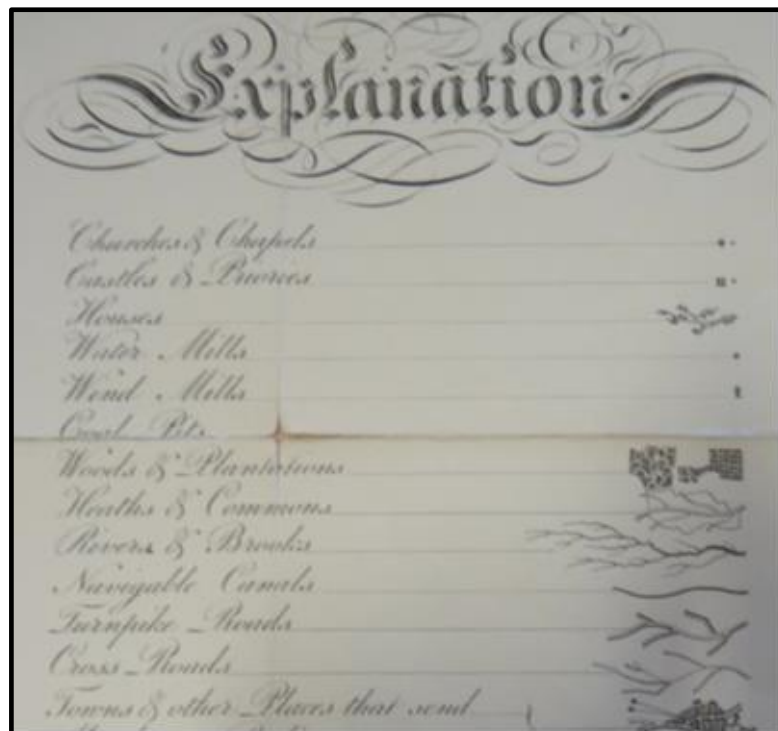 Explanation.
Churches & Chapels
Castles & Priories
Houses
Water Mills
Wind Mills
Coal Pits
Woods & Plantations
Heaths & Commons
Rivers & Brooks
Navigable Canals
Turnpike Roads
Cross Roads
Towns & other Places that send